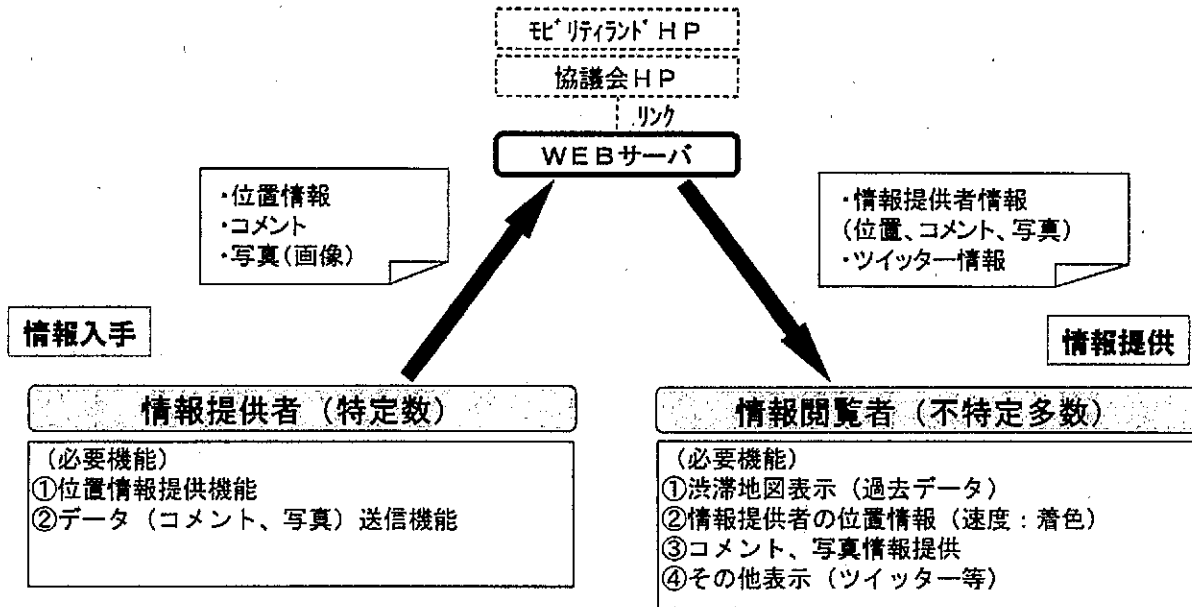 モビリティランドHP
協議会HP
リンク
WEBサーバ
・位置情報
・コメント
・写真(画像)
・情報提供者情報
(位置、コメント、写真)
・ツイッター情報
情報入手
情報提供
情報提供者(特定数)
(必要機能)
①位置情報提供機能
②データ(コメント、写真)送信機能
情報閲覧者(不特定多数)
(必要機能)
①渋滞地図表示(過去データ)
②情報提供者の位置情報(速度:着色)
③コメント、写真情報提供
④その他表示(ツイッター等)